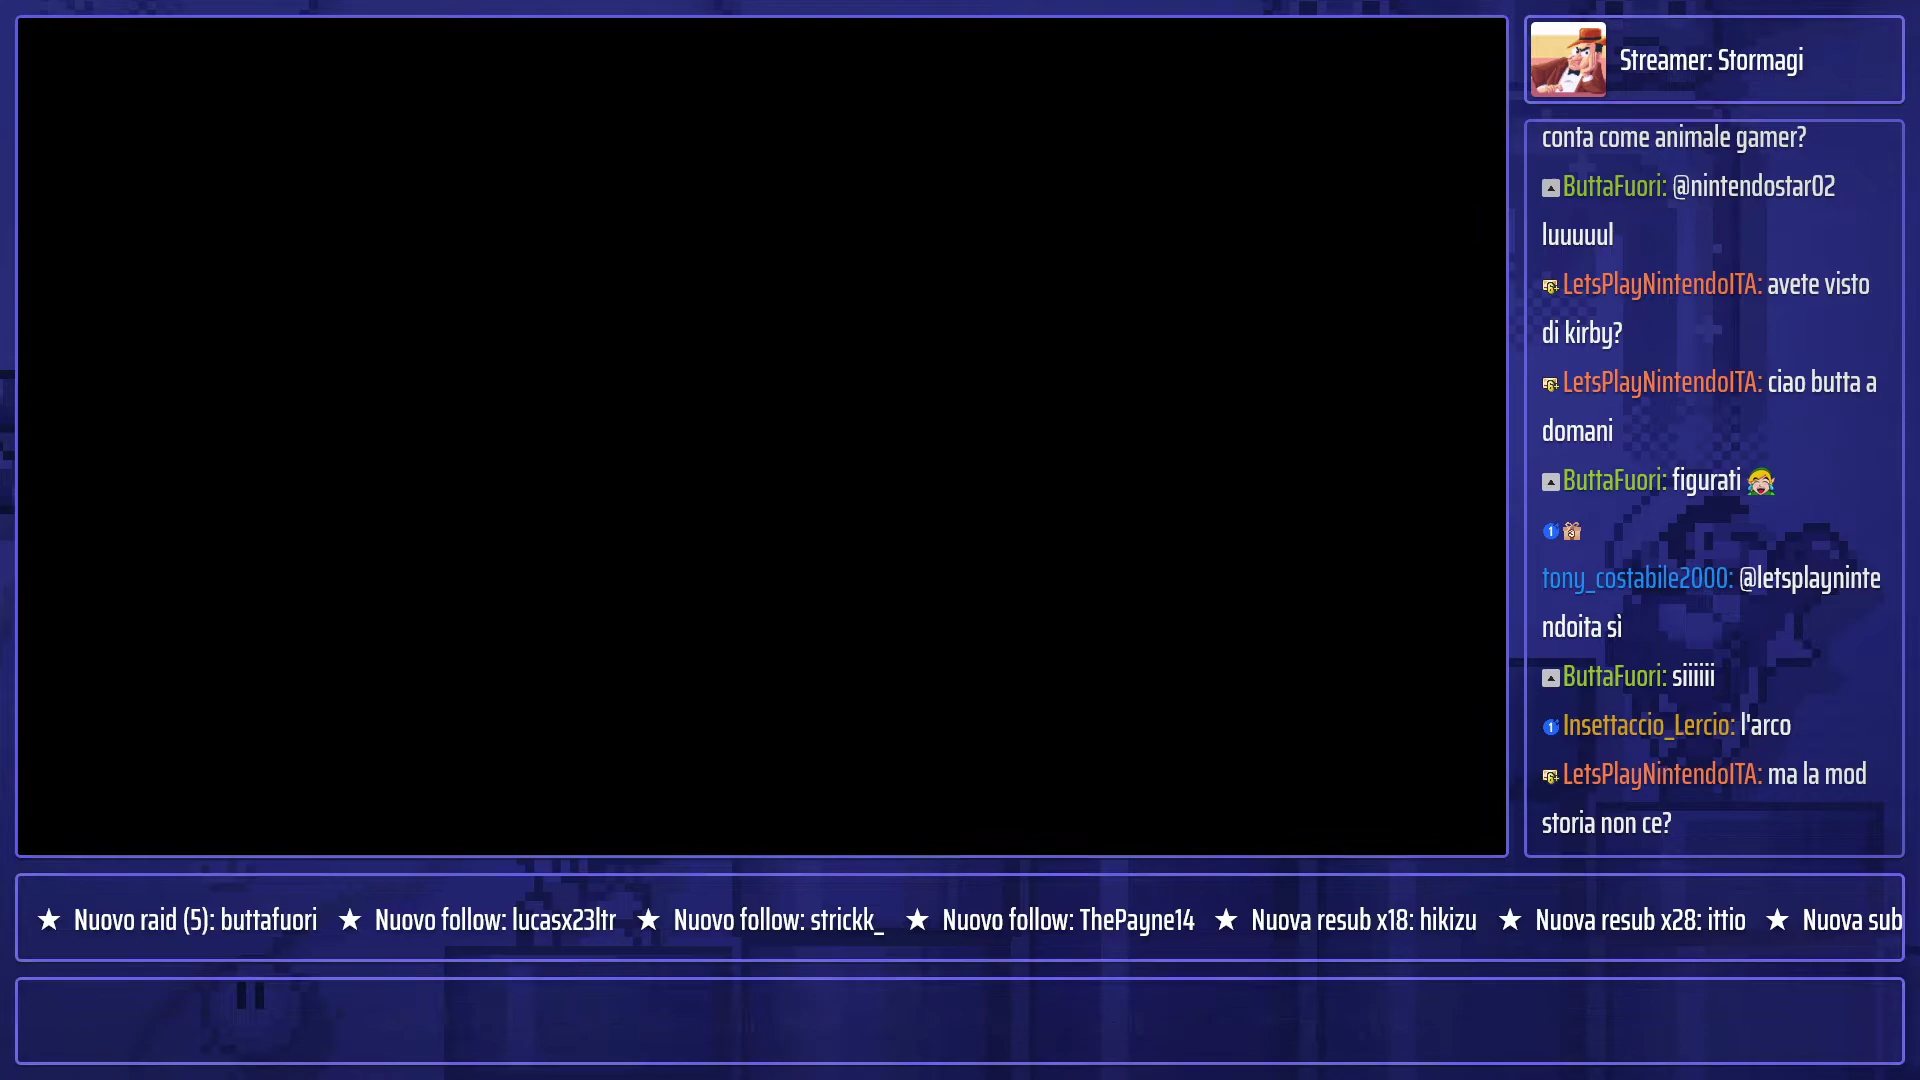 Streamer: Stormagi
conta come animale gamer?
ButtaFuori: @nintendostar02
luuuuul
LetsPlayNintendoITA: avete visto
di kirby?
LetsPlayNintendoITA: ciao butta a
domani
ButtaFuori: figurati
tony_costabile2000: @letsplayninte
ndoita sì
ButtaFuori: siiiiii
Insettaccio_Lercio: l'arco
LetsPlayNintendoITA: ma la mod
storia non ce?
★ Nuovo raid (5): buttafuori ★ Nuovo follow: lucasx23ltr ★ Nuovo follow: strickk_ ★ Nuovo follow: ThePayne14 ★ Nuova resub x18: hikizu ★ Nuova resub x28: ittio ★ Nuova sub